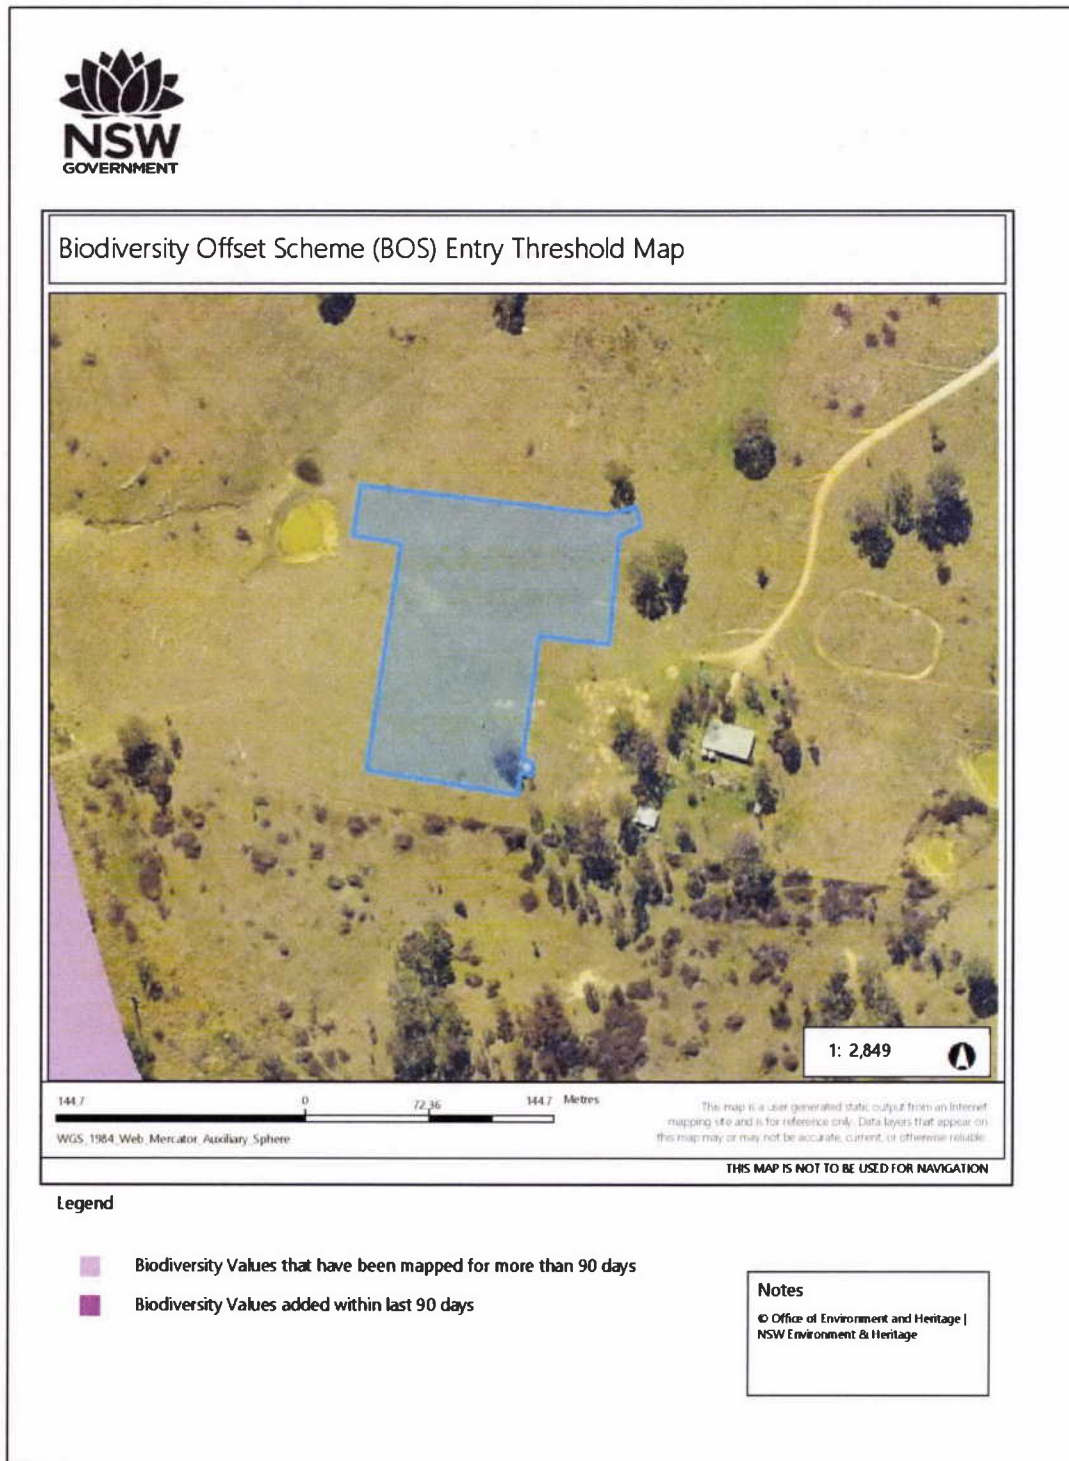 NSW
GOVERNMENT
Biodiversity Offset Scheme (BOS) Entry Threshold Map
1: 2,849
144.7 0 72.36 144.7 Metres
WGS_1984_Web_Mercator_Auxiliary_Sphere
This map is a user generated static output from an Internet
mapping site and is for reference only. Data layers that appear on
this map may or may not be accurate, current, or otherwise reliable.
THIS MAP IS NOT TO BE USED FOR NAVIGATION
Legend
Biodiversity Values that have been mapped for more than 90 days
Biodiversity Values added within last 90 days
Notes
© Office of Environment and Heritage |
NSW Environment & Heritage